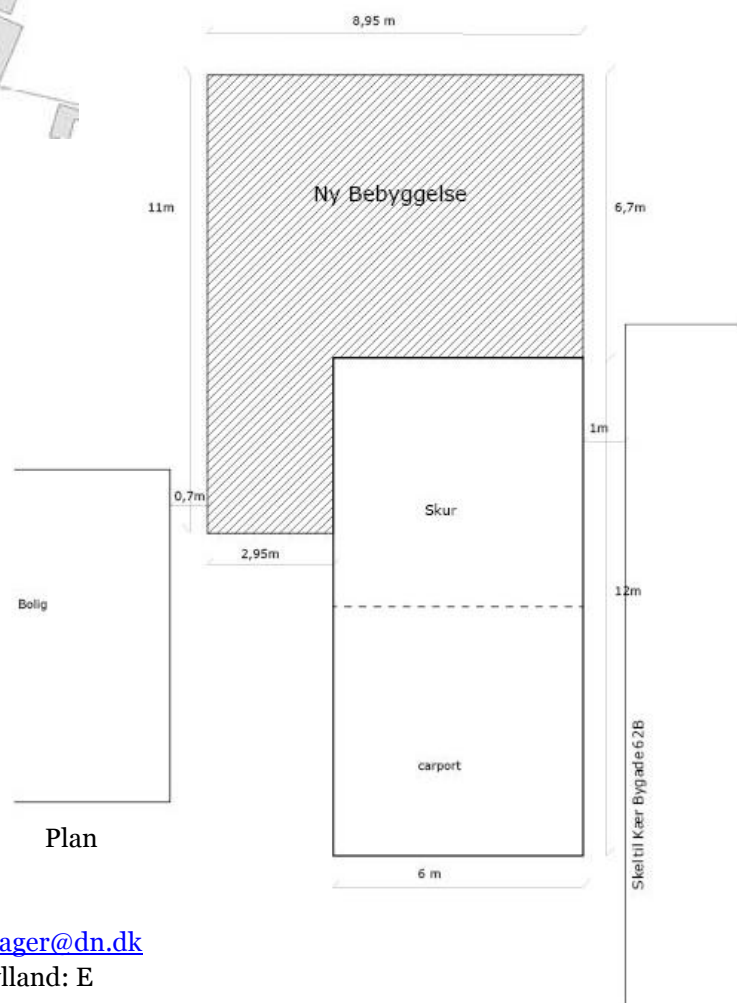 8,95 m
Ny Bebyggelse
11m
6,7m
1m
0,7m
Skur
2,95m
12m
Bolig
Skel til Kær Bygade 62B
carport
Plan
6 m
ager@dn.dk
lland: E